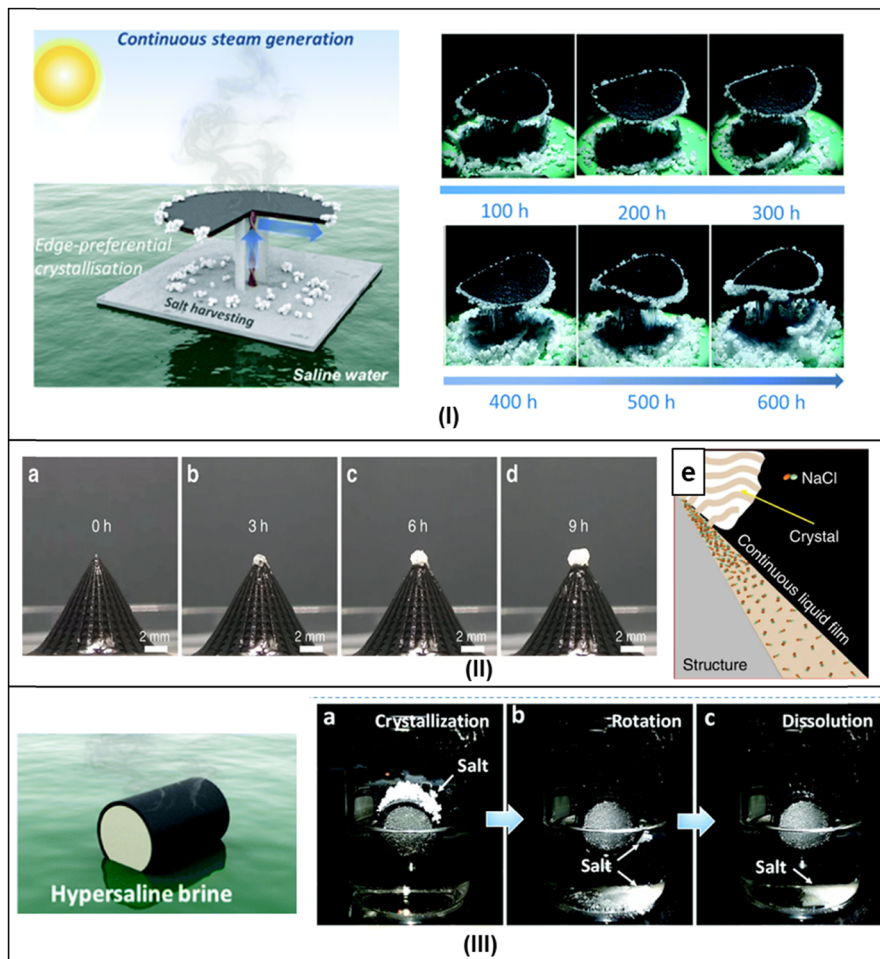 Continuous steam generation
Edge-preferential
crystallisation
Salt harvesting
Saline water
100 h
200 h
300 h
400 h
500 h
600 h
(I)
a
0 h
2 mm
b
3 h
2 mm
c
6 h
2 mm
d
9 h
2 mm
e
NaCl
Crystal
Continuous liquid film
Structure
(II)
Hypersaline brine
a
Crystallization
Salt
b
Rotation
Salt
c
Dissolution
Salt
(III)